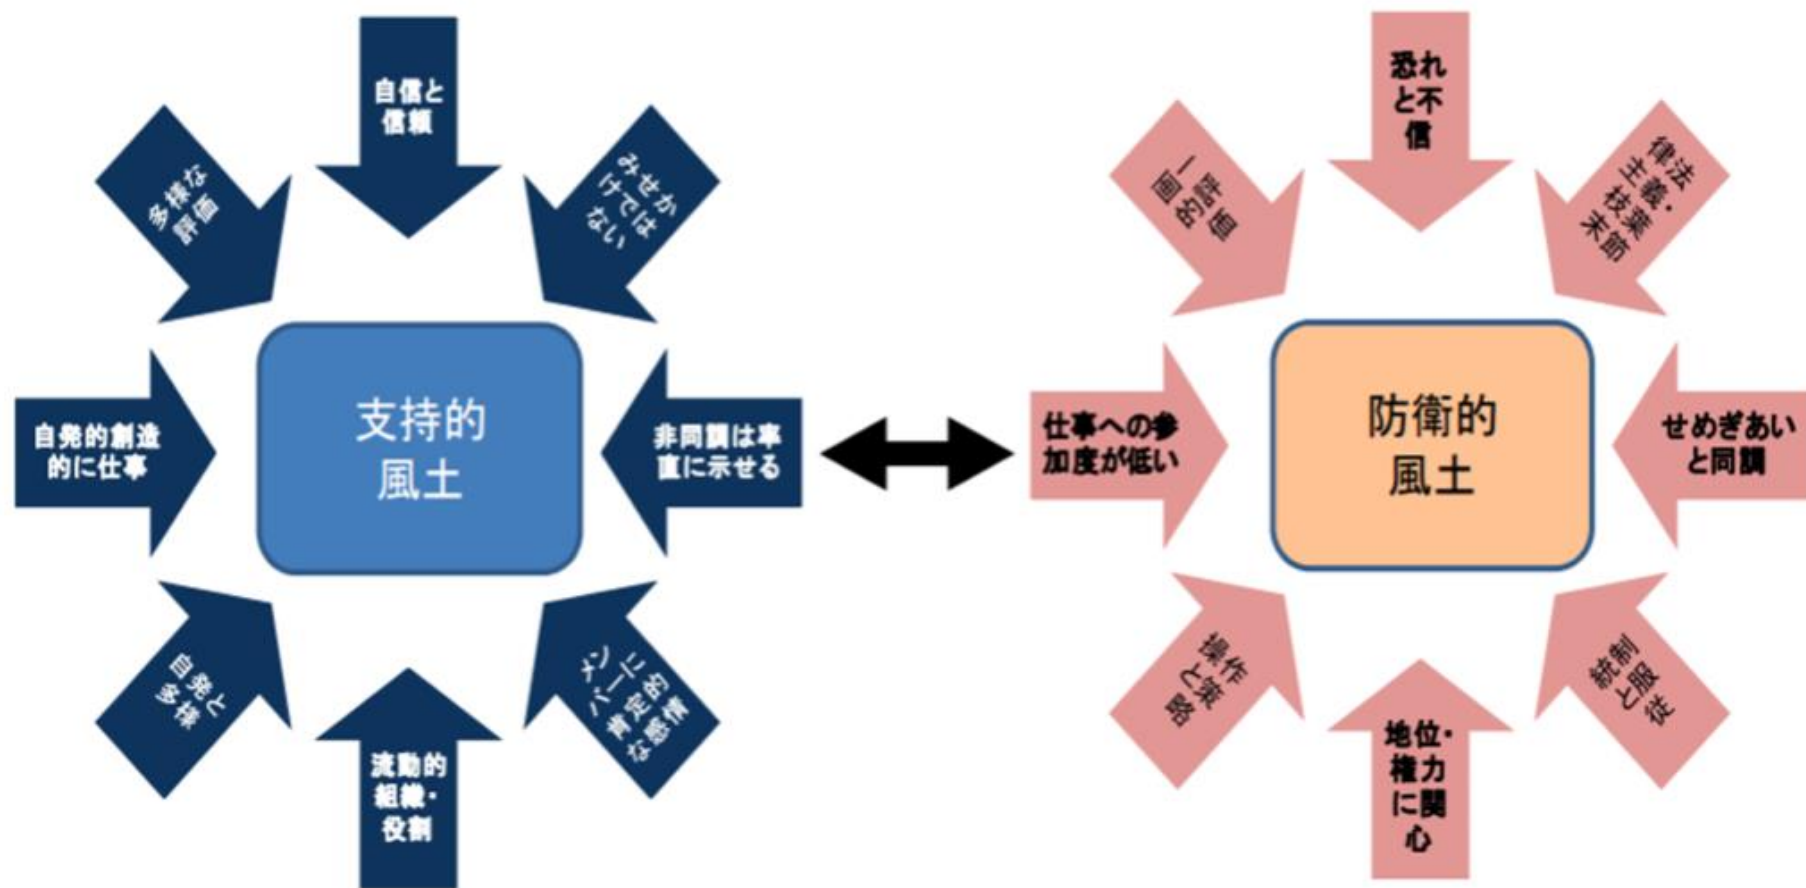 自信と
信頼
みせか
けでは
ない
非同調は率
直に示せる
メンバーに
肯定的
な感情
流動的
組織・
役割
自発と
多様
自発的創造
的に仕事
多様な
評価
支持的
風土
恐れ
と不
信
律法
主義・
枝葉
末節
せめぎあい
と同調
統制
と服
従
地位・
権力
に関
心
操作
と策
略
仕事への参
加度が低い
画一
的評
価
防衛的
風土